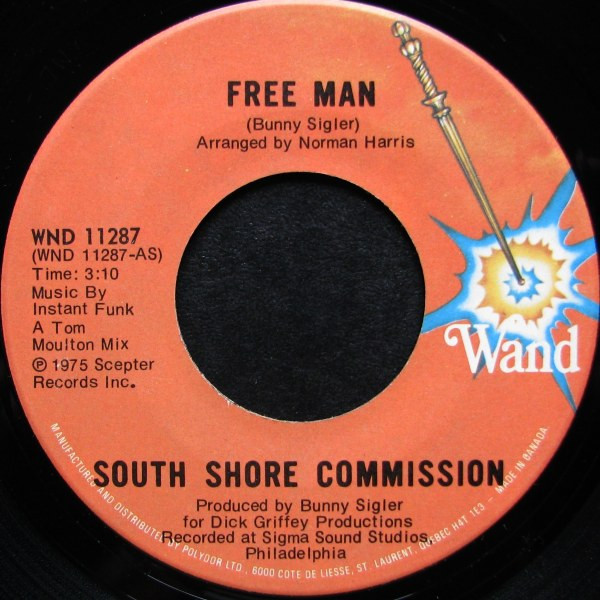 FREE MAN
(Bunny Sigler)
Arranged by Norman Harris
WND 11287
(WND 11287-AS)
Time: 3:10
Music By
Instant Funk
A Tom
Moulton Mix
℗ 1975 Scepter
Records Inc.
Wand
SOUTH SHORE COMMISSION
Produced by Bunny Sigler
for Dick Griffey Productions
Recorded at Sigma Sound Studios,
Philadelphia
MANUFACTURED AND DISTRIBUTED BY POLYDOR LTD., 6000 COTE DE LIESSE, ST. LAURENT, QUEBEC H4T 1E3 - MADE IN CANADA